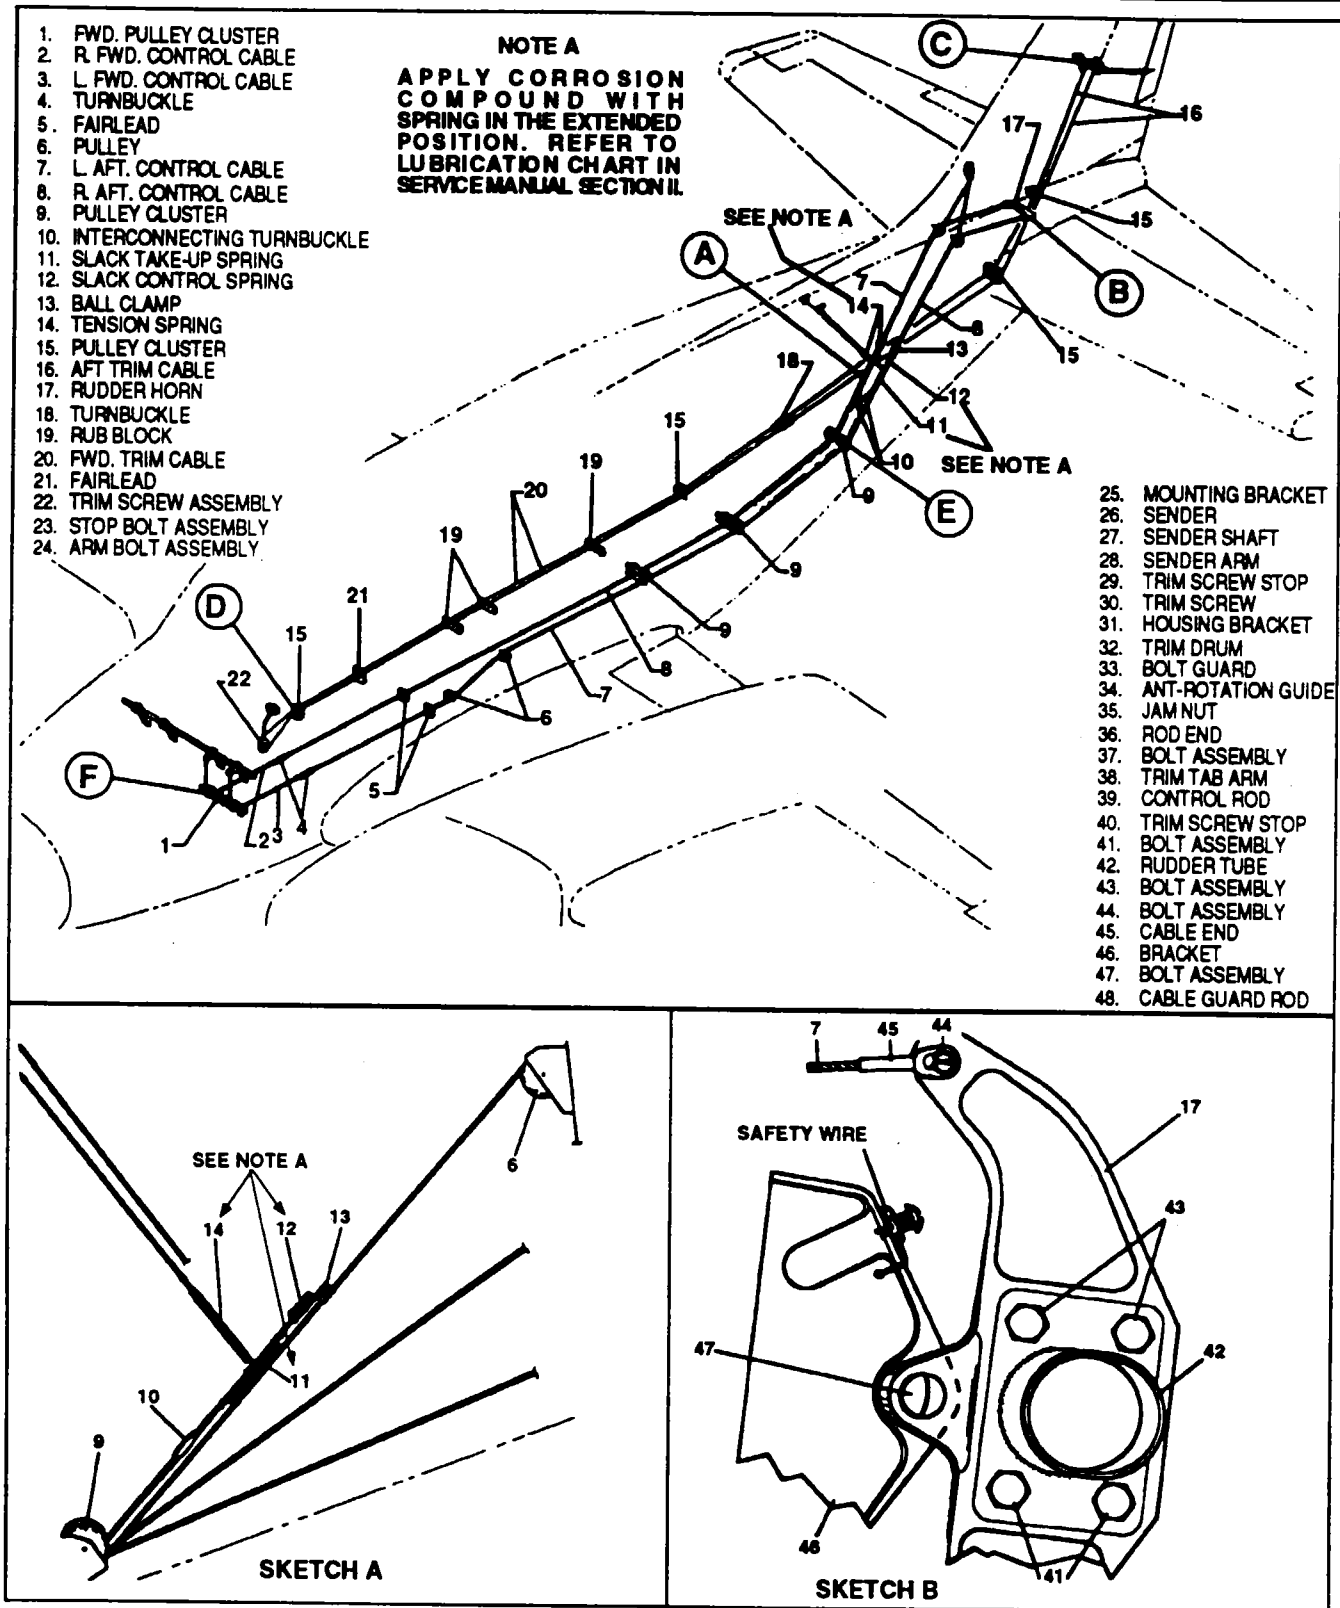 1. FWD. PULLEY CLUSTER
2. R. FWD. CONTROL CABLE
3. L. FWD. CONTROL CABLE
4. TURNBUCKLE
5. FAIRLEAD
6. PULLEY
7. L. AFT. CONTROL CABLE
8. R. AFT. CONTROL CABLE
9. PULLEY CLUSTER
10. INTERCONNECTING TURNBUCKLE
11. SLACK TAKE-UP SPRING
12. SLACK CONTROL SPRING
13. BALL CLAMP
14. TENSION SPRING
15. PULLEY CLUSTER
16. AFT TRIM CABLE
17. RUDDER HORN
18. TURNBUCKLE
19. RUB BLOCK
20. FWD. TRIM CABLE
21. FAIRLEAD
22. TRIM SCREW ASSEMBLY
23. STOP BOLT ASSEMBLY
24. ARM BOLT ASSEMBLY
NOTE A
APPLY CORROSION
COMPOUND WITH
SPRING IN THE EXTENDED
POSITION. REFER TO
LUBRICATION CHART IN
SERVICE MANUAL SECTION II.
C
16
17
15
SEE NOTE A
A
B
7
14
8
13
15
18
12
11
15
10
SEE NOTE A
19
9
E
20
19
9
21
9
D
15
8
22
7
6
F
5
1
2
3
4
25. MOUNTING BRACKET
26. SENDER
27. SENDER SHAFT
28. SENDER ARM
29. TRIM SCREW STOP
30. TRIM SCREW
31. HOUSING BRACKET
32. TRIM DRUM
33. BOLT GUARD
34. ANT-ROTATION GUIDE
35. JAM NUT
36. ROD END
37. BOLT ASSEMBLY
38. TRIM TAB ARM
39. CONTROL ROD
40. TRIM SCREW STOP
41. BOLT ASSEMBLY
42. RUDDER TUBE
43. BOLT ASSEMBLY
44. BOLT ASSEMBLY
45. CABLE END
46. BRACKET
47. BOLT ASSEMBLY
48. CABLE GUARD ROD
6
SEE NOTE A
14
12
13
11
10
9
SKETCH A
7
45
44
17
SAFETY WIRE
43
47
42
46
41
SKETCH B